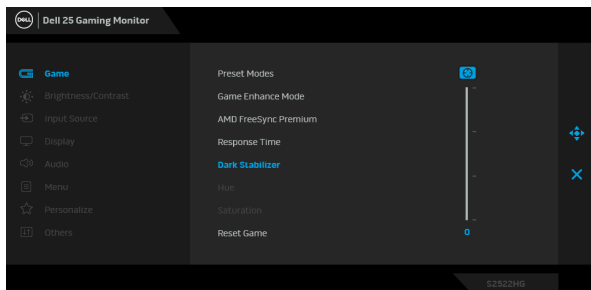 DELL
Dell 25 Gaming Monitor
Game
Brightness/Contrast
Input Source
Display
Audio
Menu
Personalize
Others
Preset Modes
Game Enhance Mode
AMD FreeSync Premium
Response Time
Dark Stabilizer
Hue
Saturation
Reset Game
0
S2522HG